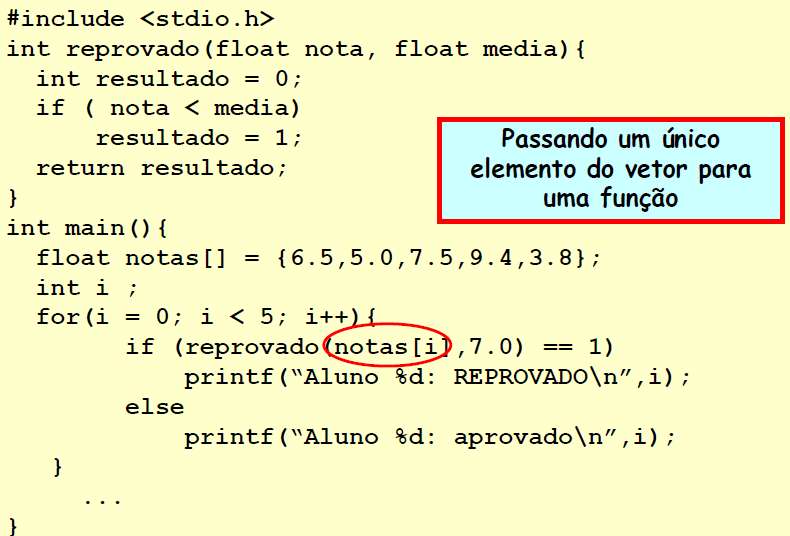 #include <stdio.h>
int reprovado(float nota, float media){
  int resultado = 0;
  if ( nota < media)
      resultado = 1;
  return resultado;
}
Passando um único
elemento do vetor para
uma função
int main(){
  float notas[] = {6.5,5.0,7.5,9.4,3.8};
  int i ;
  for(i = 0; i < 5; i++){
        if (reprovado(notas[i],7.0) == 1)
            printf(“Aluno %d: REPROVADO\n”,i);
        else
            printf(“Aluno %d: aprovado\n”,i);
   }
     ...
}